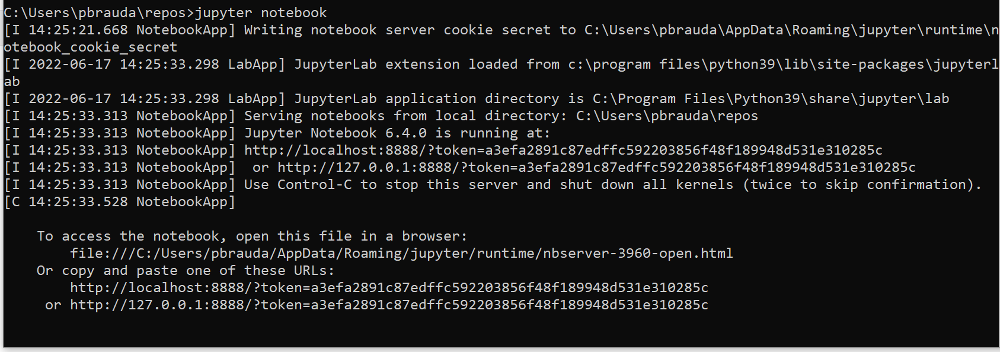 C:\Users\pbrauda\repos>jupyter notebook
[I 14:25:21.668 NotebookApp] Writing notebook server cookie secret to C:\Users\pbrauda\AppData\Roaming\jupyter\runtime\n
otebook_cookie_secret
[I 2022-06-17 14:25:33.298 LabApp] JupyterLab extension loaded from c:\program files\python39\lib\site-packages\jupyterl
ab
[I 2022-06-17 14:25:33.298 LabApp] JupyterLab application directory is C:\Program Files\Python39\share\jupyter\lab
[I 14:25:33.313 NotebookApp] Serving notebooks from local directory: C:\Users\pbrauda\repos
[I 14:25:33.313 NotebookApp] Jupyter Notebook 6.4.0 is running at:
[I 14:25:33.313 NotebookApp] http://localhost:8888/?token=a3efa2891c87edffc592203856f48f189948d531e310285c
[I 14:25:33.313 NotebookApp]  or http://127.0.0.1:8888/?token=a3efa2891c87edffc592203856f48f189948d531e310285c
[I 14:25:33.313 NotebookApp] Use Control-C to stop this server and shut down all kernels (twice to skip confirmation).
[C 14:25:33.528 NotebookApp]
To access the notebook, open this file in a browser:
file:///C:/Users/pbrauda/AppData/Roaming/jupyter/runtime/nbserver-3960-open.html
Or copy and paste one of these URLs:
http://localhost:8888/?token=a3efa2891c87edffc592203856f48f189948d531e310285c
or http://127.0.0.1:8888/?token=a3efa2891c87edffc592203856f48f189948d531e310285c